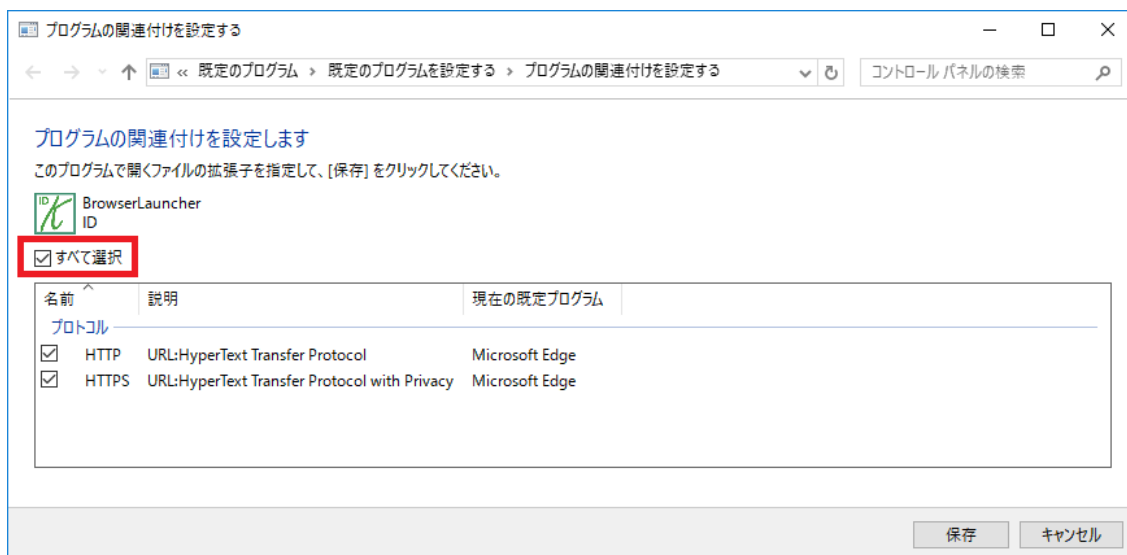 プログラムの関連付けを設定する
« 既定のプログラム › 既定のプログラムを設定する › プログラムの関連付けを設定する
コントロール パネルの検索
プログラムの関連付けを設定します
このプログラムで開くファイルの拡張子を指定して、[保存] をクリックしてください。
ID
BrowserLauncher
ID
すべて選択
名前 説明 現在の既定プログラム
プロトコル
HTTP URL:HyperText Transfer Protocol Microsoft Edge
HTTPS URL:HyperText Transfer Protocol with Privacy Microsoft Edge
保存 キャンセル